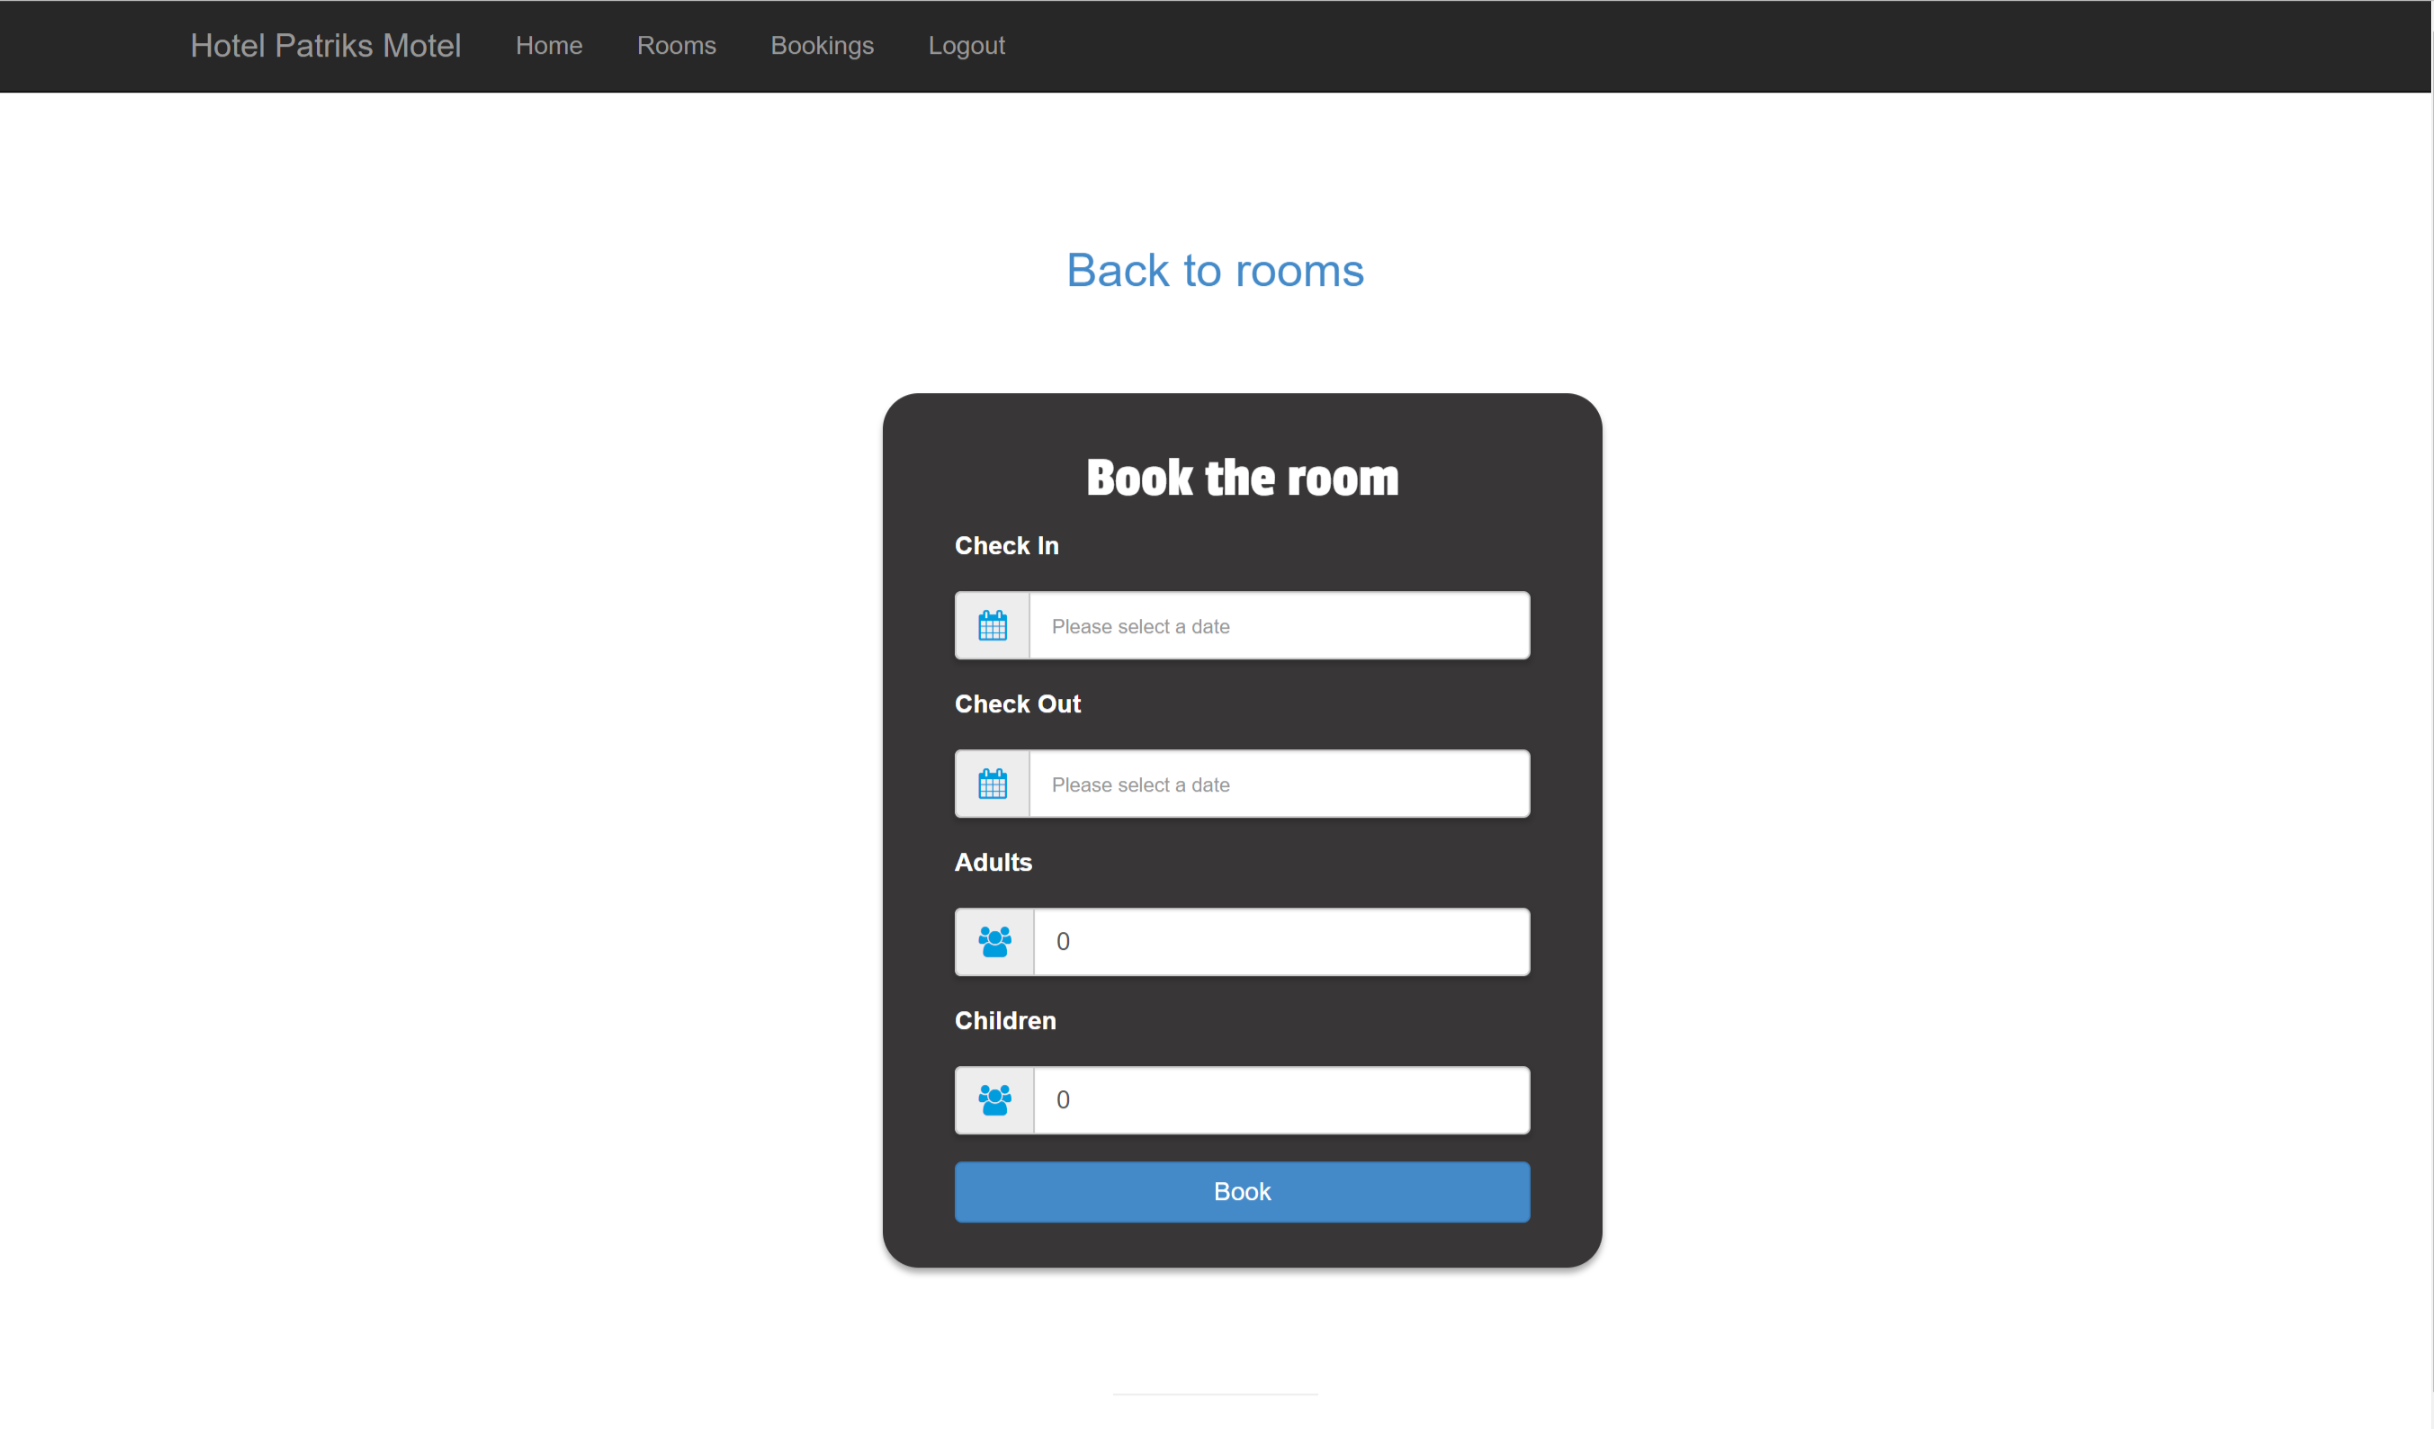 Hotel Patriks Motel Home Rooms Bookings Logout
Back to rooms
Book the room
Check In
Please select a date
Check Out
Please select a date
Adults
0
Children
0
Book